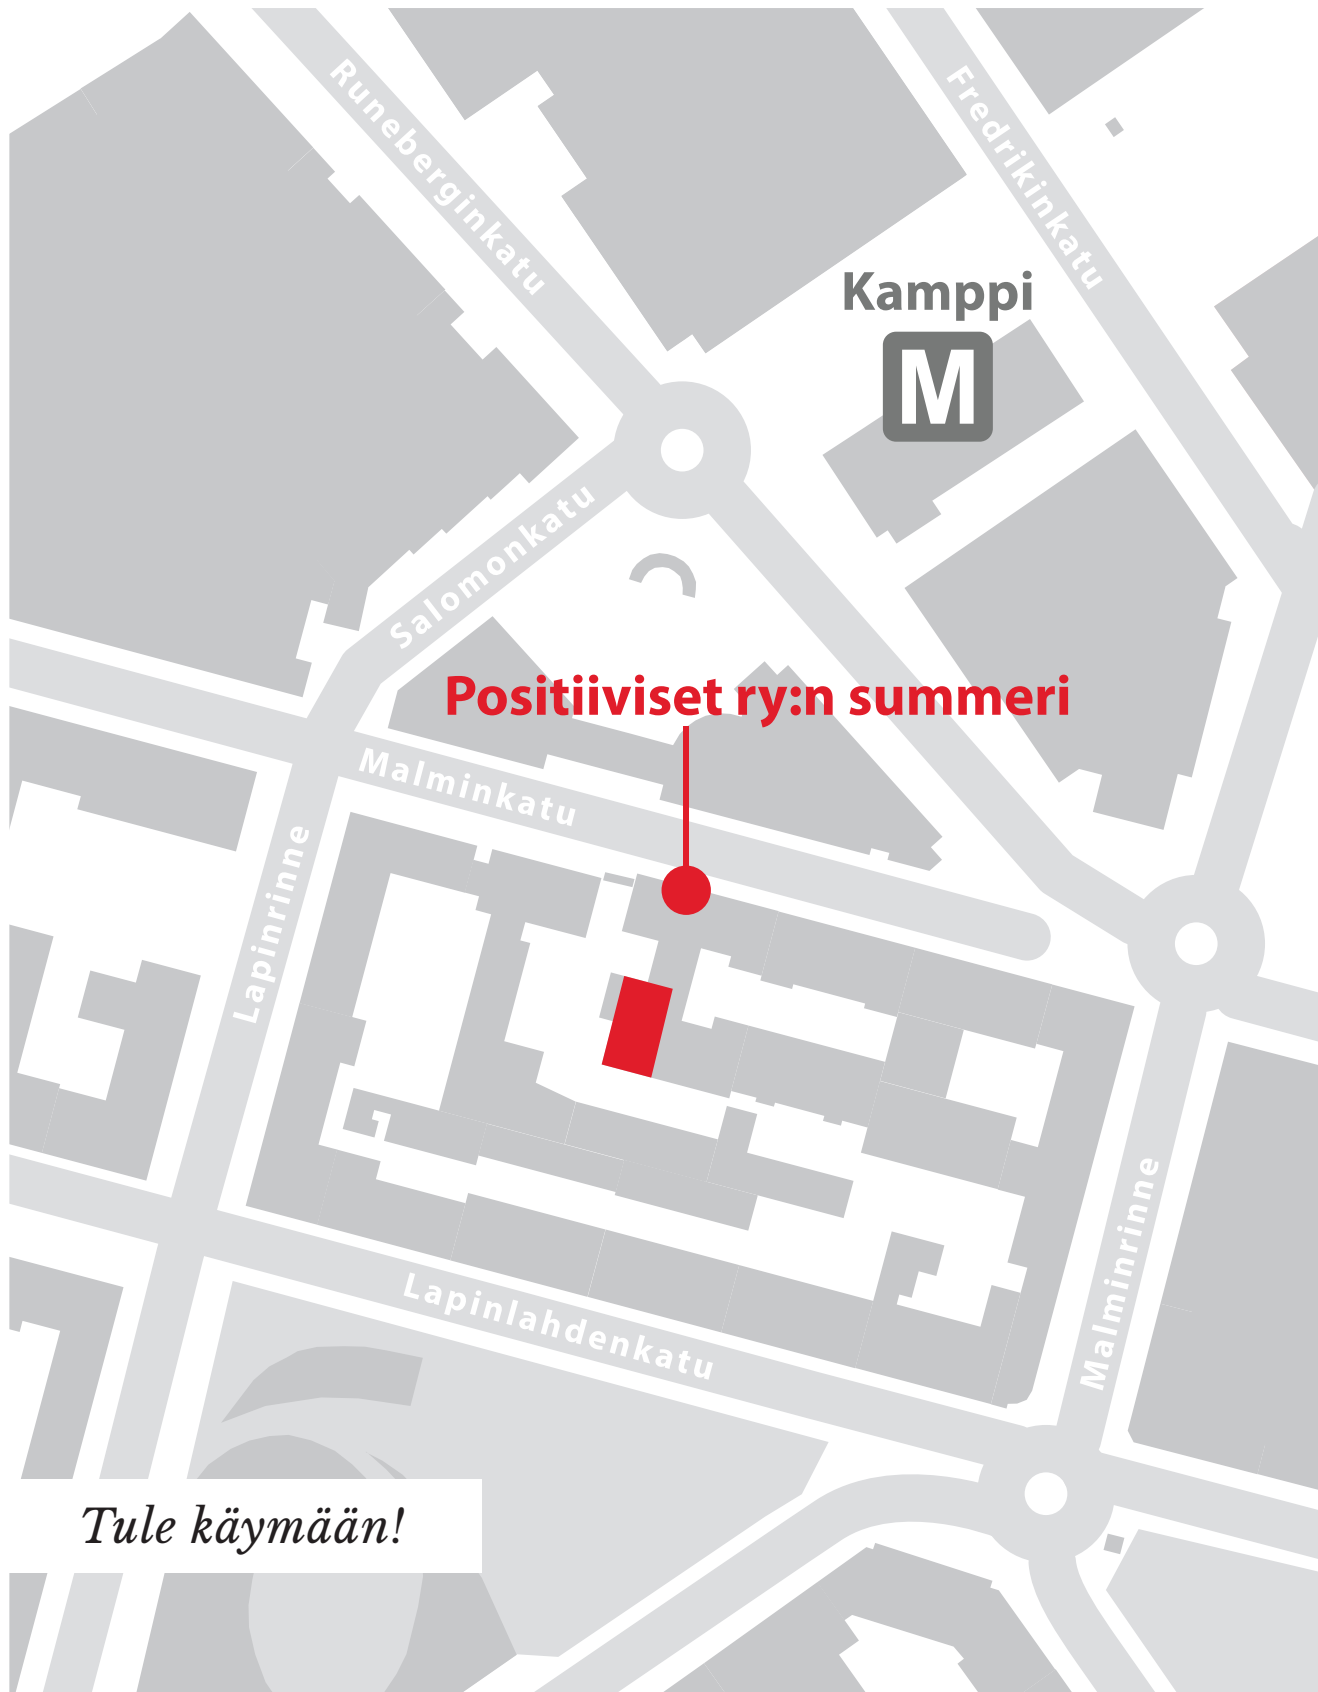 Runeberginkatu
Fredrikinkatu
Kamppi
M
Salomonkatu
Positiiviset ry:n summeri
Malminkatu
Lapinrinne
Malminrinne
Lapinlahdenkatu
Tule käymään!